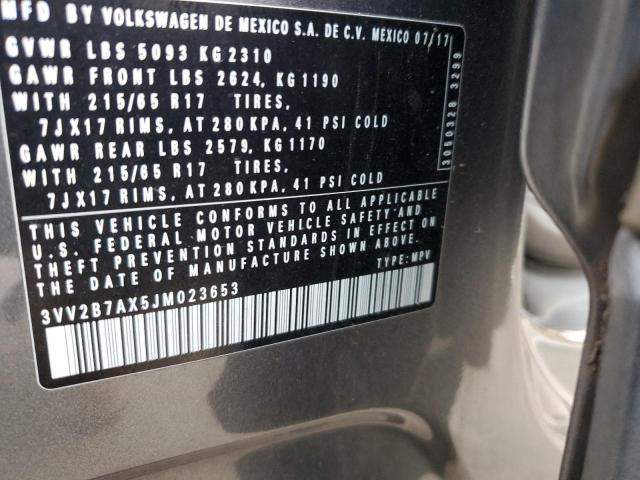 MFD BY VOLKSWAGEN DE MEXICO S.A. DE C.V. MEXICO 07/17
GVWR LBS 5093 KG 2310
GAWR FRONT LBS 2624, KG 1190
WITH 215/65 R17 TIRES,
7JX17 RIMS, AT 280 KPA, 41 PSI COLD
GAWR REAR LBS 2579, KG 1170
WITH 215/65 R17 TIRES,
7JX17 RIMS, AT 280 KPA, 41 PSI COLD
THIS VEHICLE CONFORMS TO ALL APPLICABLE
U.S. FEDERAL MOTOR VEHICLE SAFETY AND
THEFT PREVENTION STANDARDS IN EFFECT ON
THE DATE OF MANUFACTURE SHOWN ABOVE.
TYPE: MPV
3VV2B7AX5JM023653
3050328 3299